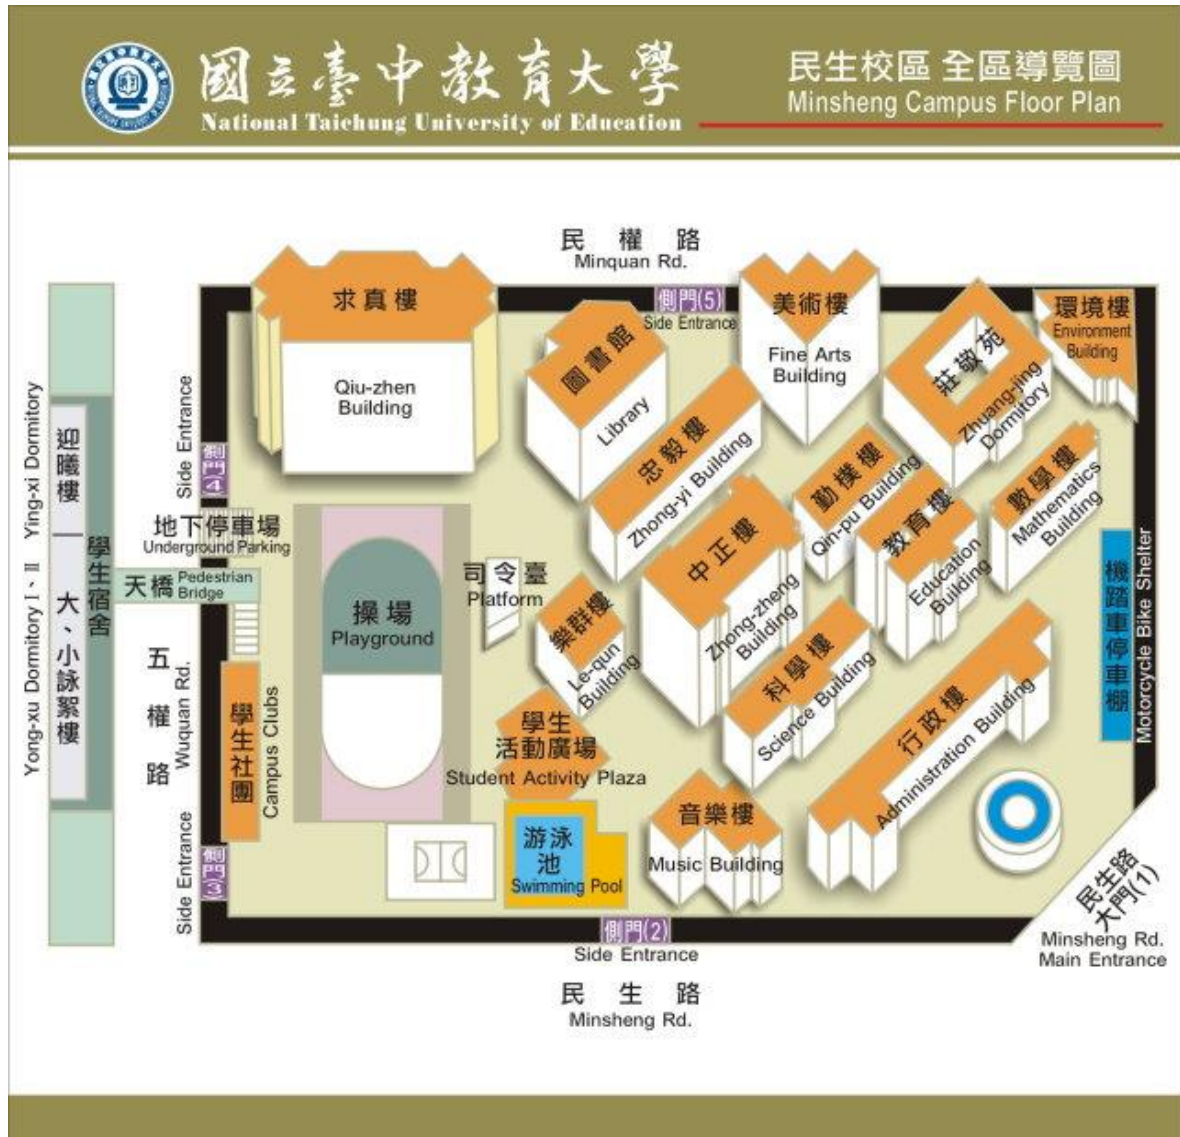 國立臺中教育大學
National Taichung University of Education
民生校區 全區導覽圖
Minsheng Campus Floor Plan
民權路
Minquan Rd.
側門(5)
Side Entrance
求真樓
Qiu-zhen
Building
圖書館
Library
美術樓
Fine Arts
Building
莊敬苑
Zhuang-jing
Dormitory
環境樓
Environment
Building
忠毅樓
Zhong-yi Building
勤樸樓
Qin-pu Building
教育樓
Education
Building
數學樓
Mathematics
Building
中正樓
Zhong-zheng
Building
Side Entrance
側門(4)
地下停車場
Underground Parking
天橋
Pedestrian
Bridge
Ying-xi Dormitory
迎曦樓
學生宿舍
Yong-xu Dormitory I、II
大、小詠絮樓
五權路
Wuquan Rd.
操場
Playground
司令臺
Platform
樂群樓
Le-qun
Building
科學樓
Science Building
行政樓
Administration Building
機踏車停車棚
Motorcycle Bike Shelter
學生社團
Campus Clubs
學生
活動廣場
Student Activity Plaza
游泳
池
Swimming Pool
音樂樓
Music Building
Side Entrance
側門(3)
側門(2)
Side Entrance
民生路
大門(1)
Minsheng Rd.
Main Entrance
民生路
Minsheng Rd.